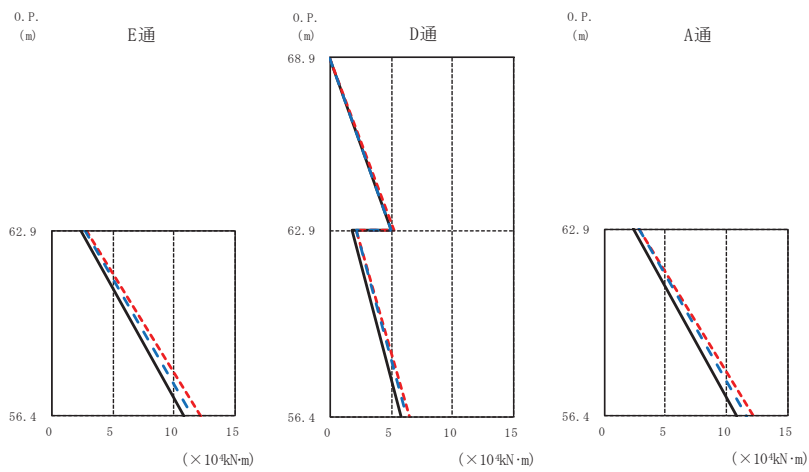 O.P.
(m)
E通
62.9
56.4
0 5 10 15
(×10⁴kN·m)
O.P.
(m)
D通
68.9
62.9
56.4
0 5 10 15
(×10⁴kN·m)
O.P.
(m)
A通
62.9
56.4
0 5 10 15
(×10⁴kN·m)